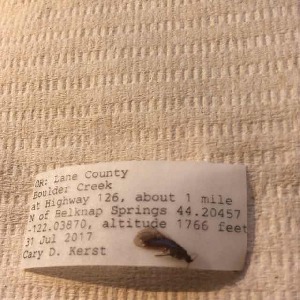 OR: Lane County
Boulder Creek
at Highway 126, about 1 mile
N of Belknap Springs 44.20457
-122.03870, altitude 1766 feet
31 Jul 2017
Cary D. Kerst